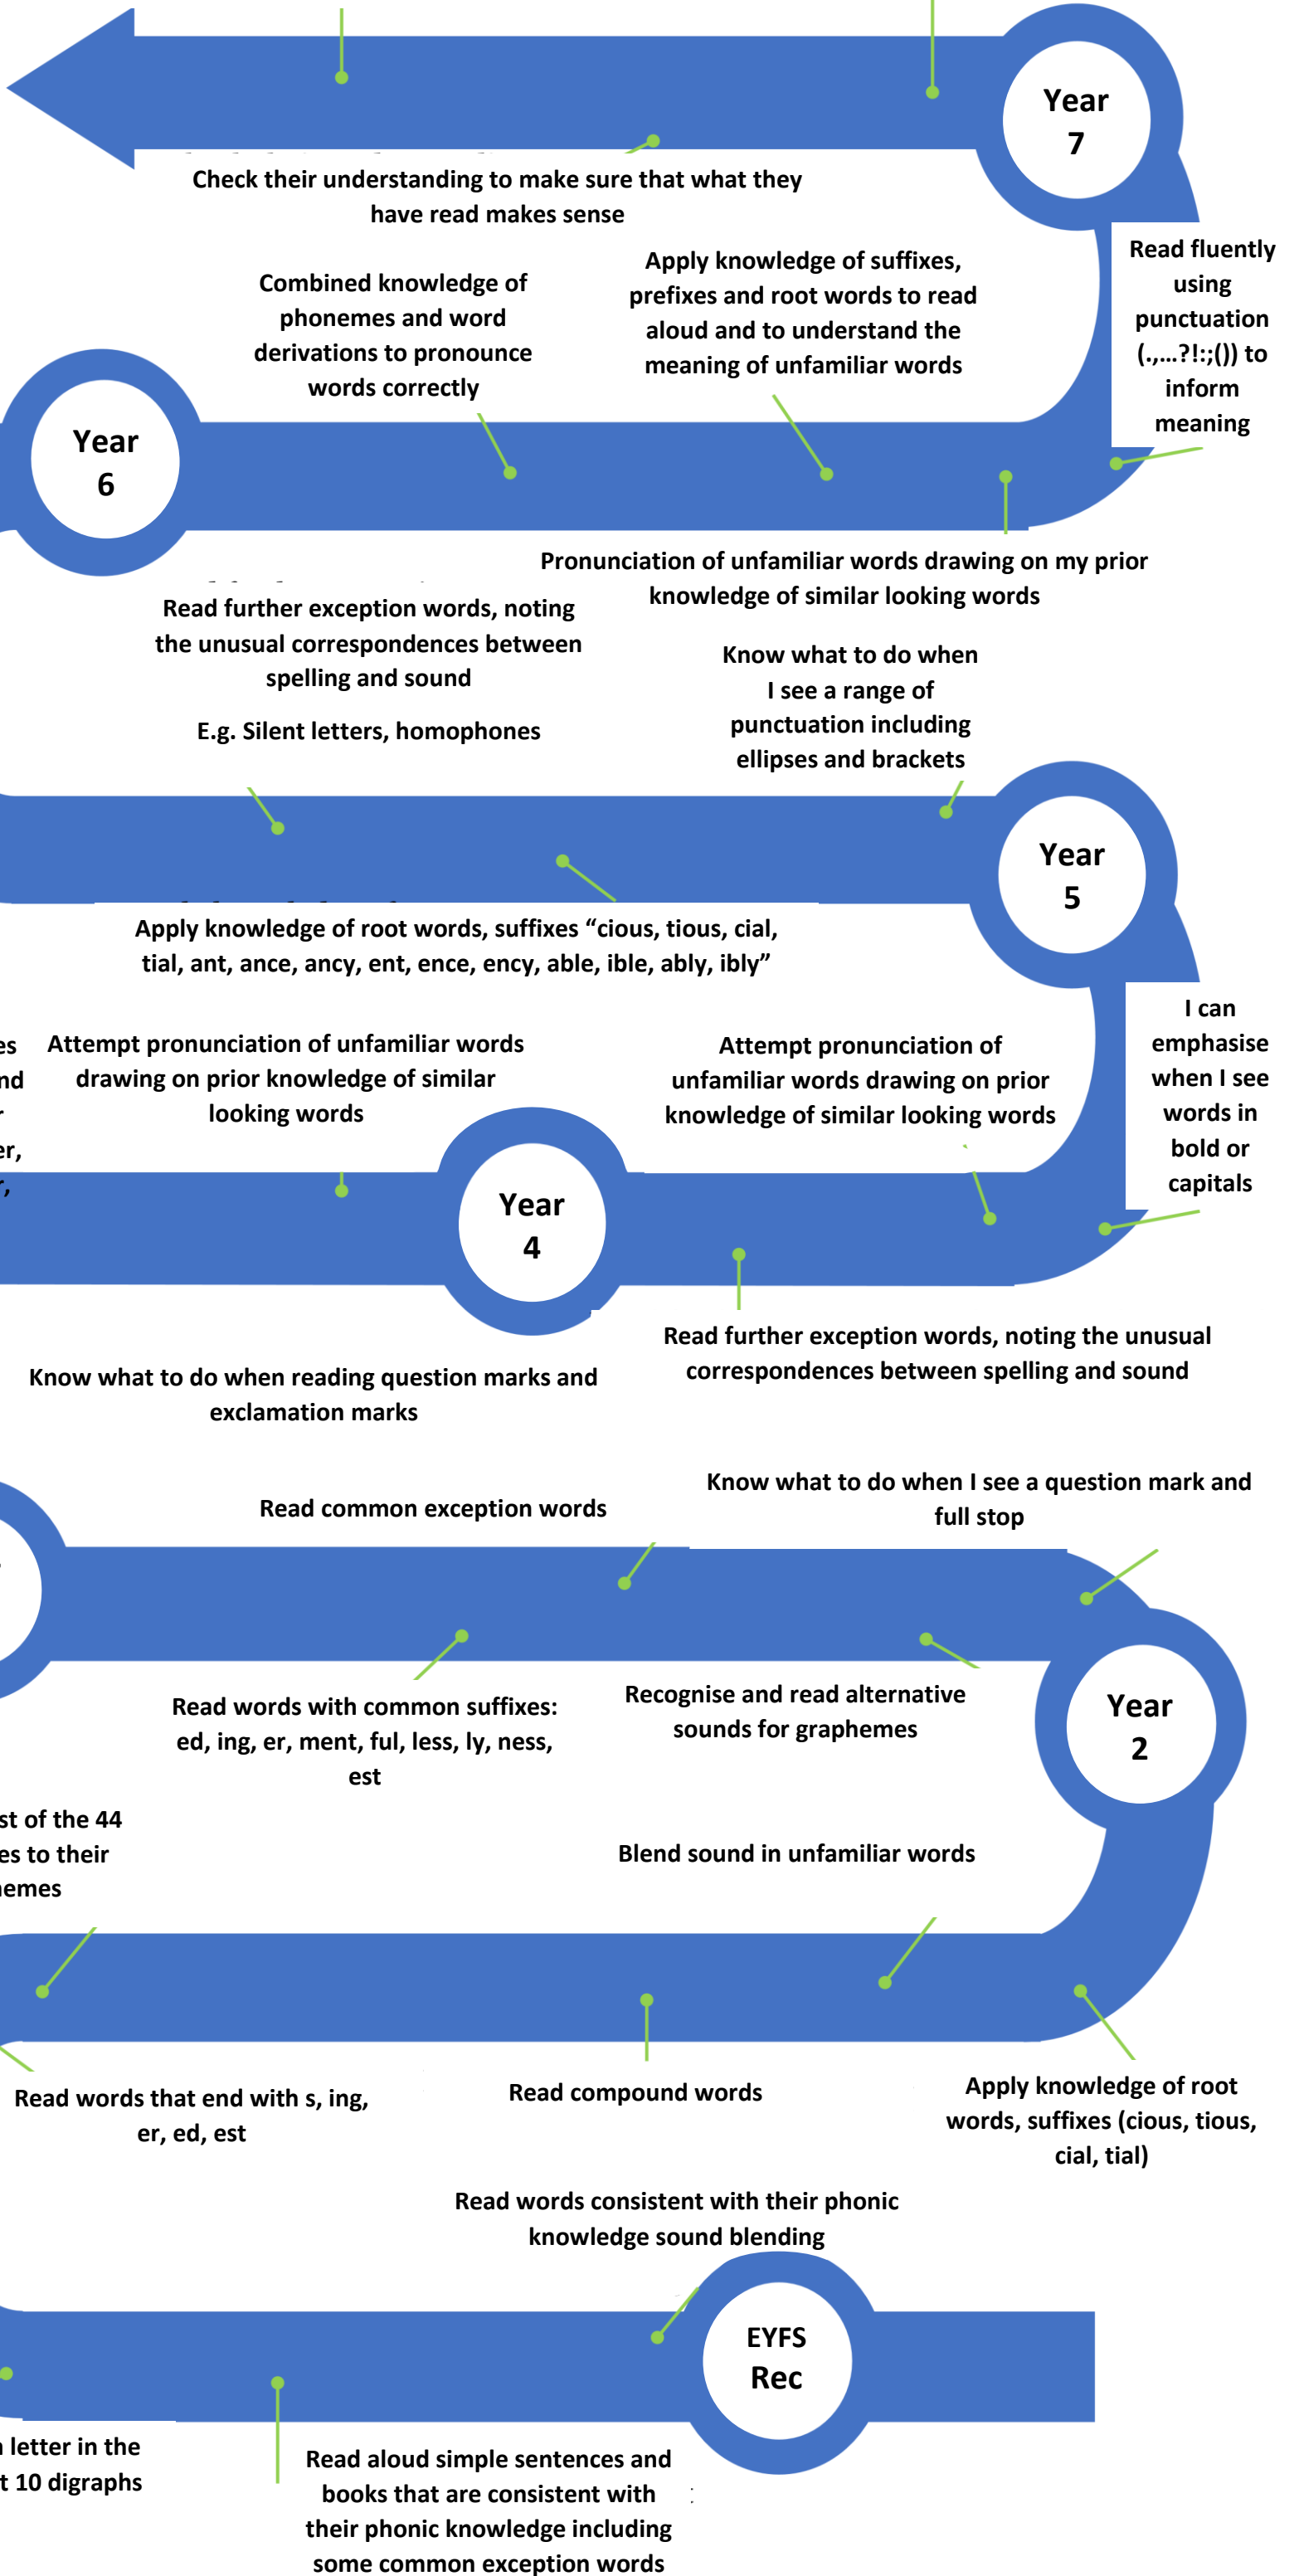 Year
7
Check their understanding to make sure that what they
have read makes sense
Read fluently
using
punctuation
(.,…?!:;()) to
inform
meaning
Combined knowledge of
phonemes and word
derivations to pronounce
words correctly
Apply knowledge of suffixes,
prefixes and root words to read
aloud and to understand the
meaning of unfamiliar words
Year
6
Pronunciation of unfamiliar words drawing on my prior
knowledge of similar looking words
Read further exception words, noting
the unusual correspondences between
spelling and sound
E.g. Silent letters, homophones
Know what to do when
I see a range of
punctuation including
ellipses and brackets
Year
5
Apply knowledge of root words, suffixes “cious, tious, cial,
tial, ant, ance, ancy, ent, ence, ency, able, ible, ably, ibly”
I can
emphasise
when I see
words in
bold or
capitals
Attempt pronunciation of unfamiliar words
drawing on prior knowledge of similar
looking words
Attempt pronunciation of
unfamiliar words drawing on prior
knowledge of similar looking words
Year
4
Read further exception words, noting the unusual
correspondences between spelling and sound
Know what to do when reading question marks and
exclamation marks
Read common exception words
Know what to do when I see a question mark and
full stop
Read words with common suffixes:
ed, ing, er, ment, ful, less, ly, ness,
est
Recognise and read alternative
sounds for graphemes
Year
2
st of the 44
es to their
emes
Blend sound in unfamiliar words
Read words that end with s, ing,
er, ed, est
Read compound words
Apply knowledge of root
words, suffixes (cious, tious,
cial, tial)
Read words consistent with their phonic
knowledge sound blending
EYFS
Rec
letter in the
t 10 digraphs
Read aloud simple sentences and
books that are consistent with
their phonic knowledge including
some common exception words